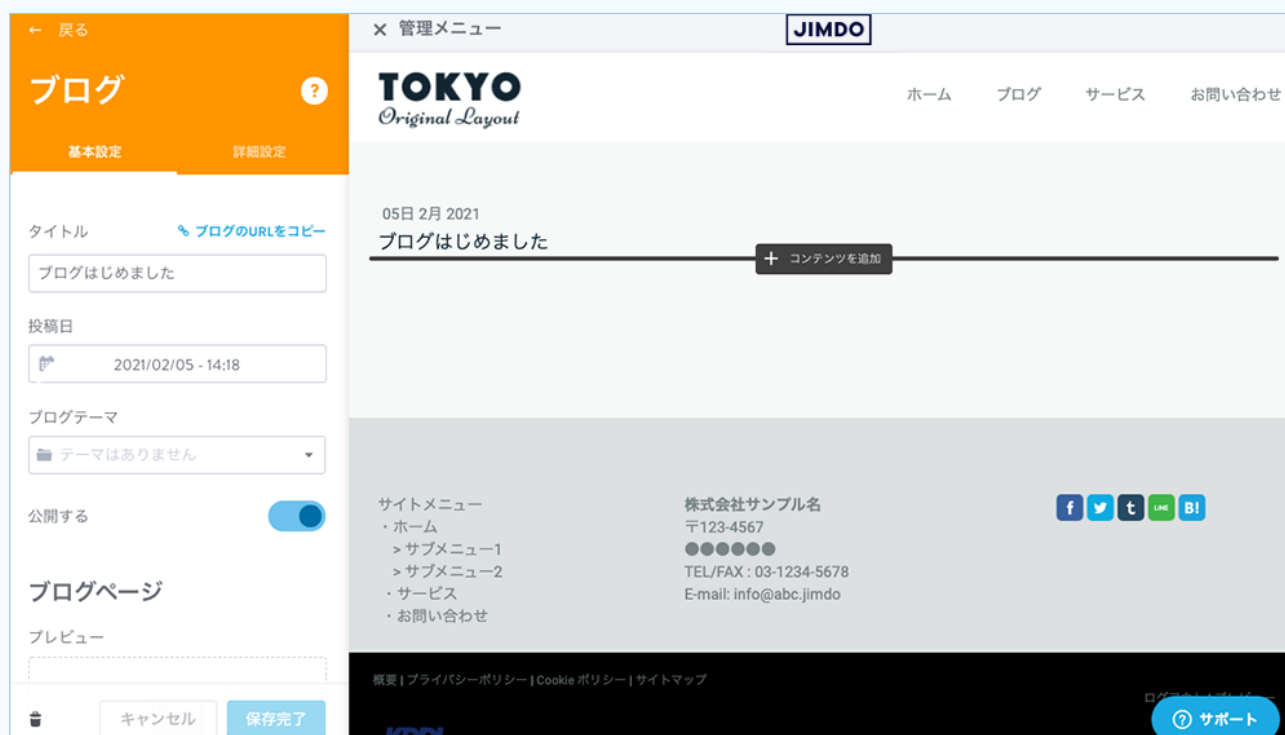 ← 戻る
ブログ
?
基本設定
詳細設定
タイトル
ブログのURLをコピー
ブログはじめました
投稿日
2021/02/05 - 14:18
ブログテーマ
テーマはありません
公開する
ブログページ
プレビュー
キャンセル
保存完了
× 管理メニュー
JIMDO
TOKYO
Original Layout
ホーム
ブログ
サービス
お問い合わせ
05日 2月 2021
ブログはじめました
+ コンテンツを追加
サイトメニュー
・ホーム
> サブメニュー1
> サブメニュー2
・サービス
・お問い合わせ
株式会社サンプル名
〒123-4567
●●●●●●
TEL/FAX : 03-1234-5678
E-mail: info@abc.jimdo
f
t
LINE
B!
概要 | プライバシーポリシー | Cookie ポリシー | サイトマップ
? サポート